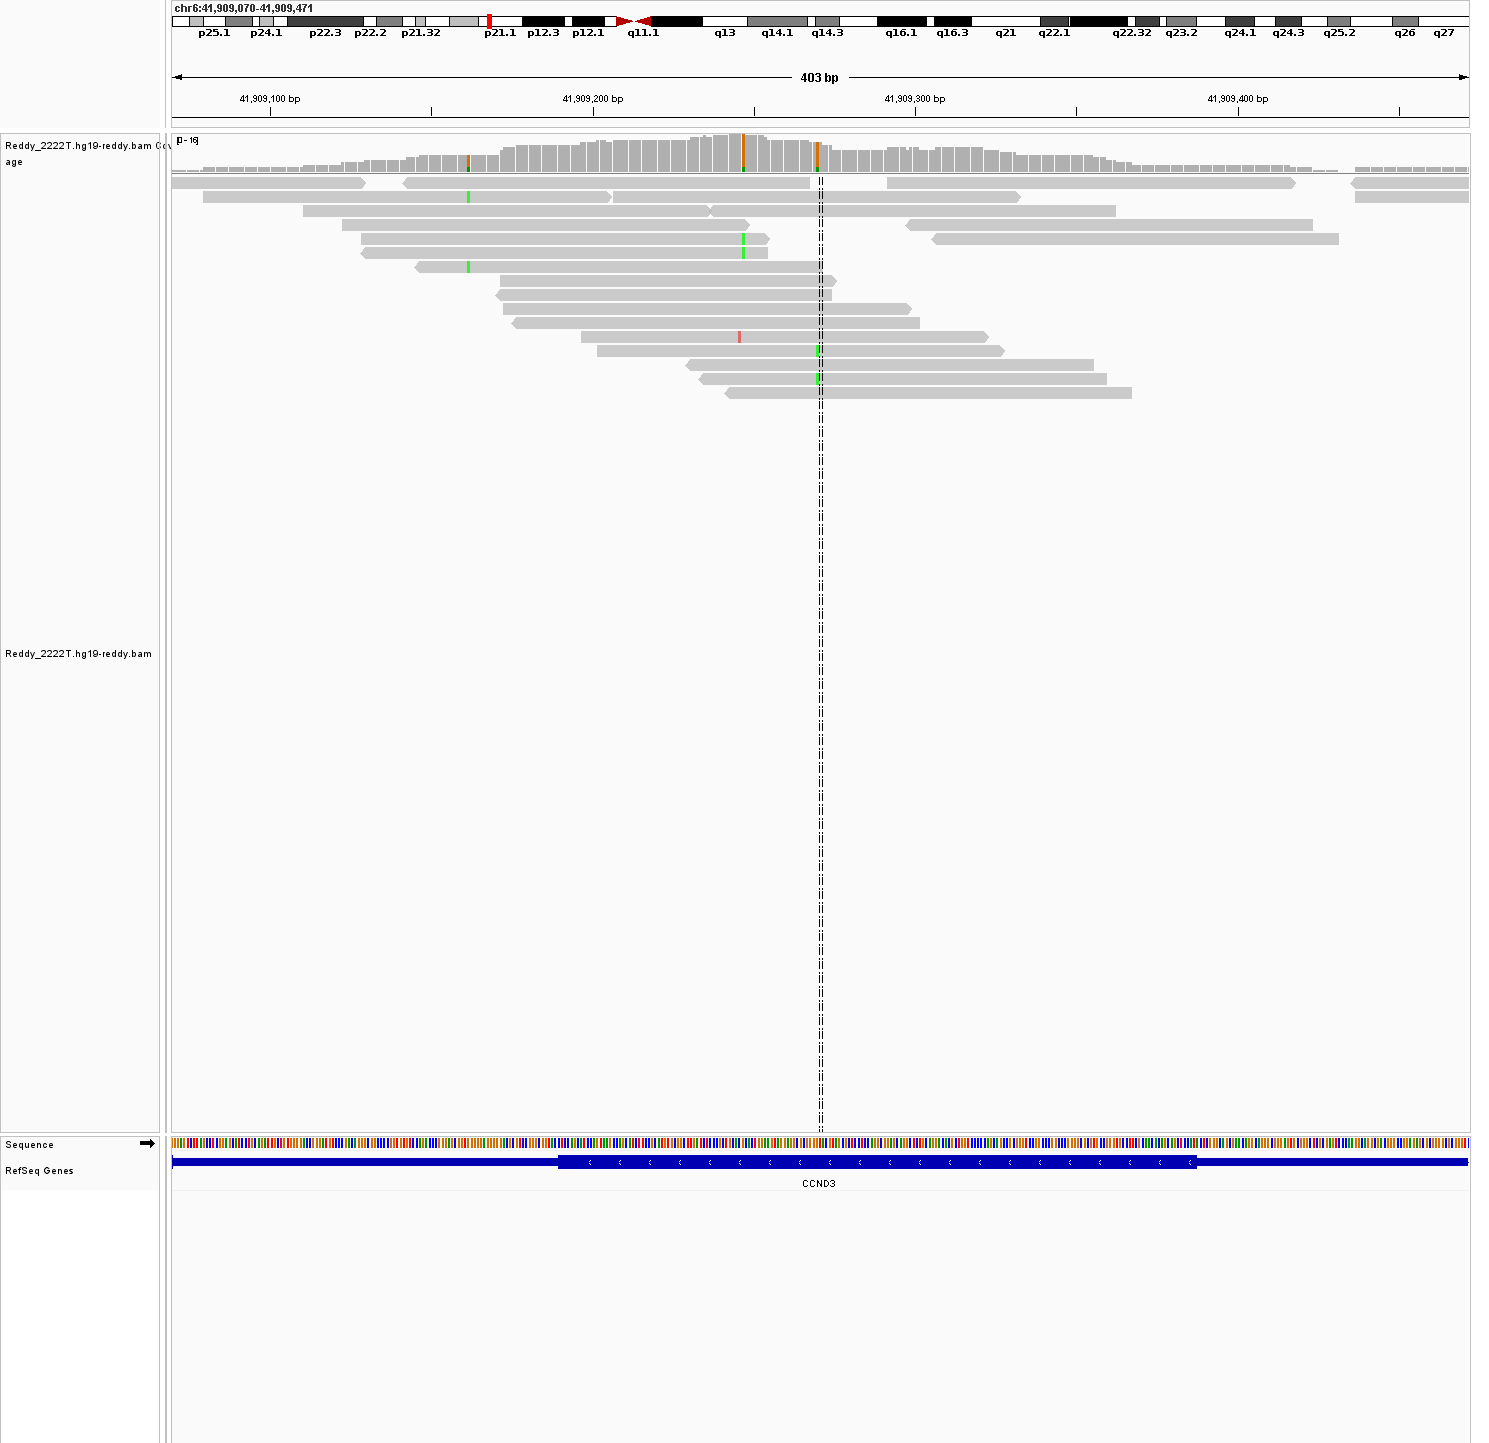 chr6:41,909,070-41,909,471
p25.1 p24.1 p22.3 p22.2 p21.32 p21.1 p12.3 p12.1 q11.1 q13 q14.1 q14.3 q16.1 q16.3 q21 q22.1 q22.32 q23.2 q24.1 q24.3 q25.2 q26 q27
403 bp
41,909,100 bp 41,909,200 bp 41,909,300 bp 41,909,400 bp
[0 - 16]
Reddy_2222T.hg19-reddy.bam Cov
age
Reddy_2222T.hg19-reddy.bam
Sequence
RefSeq Genes
CCND3